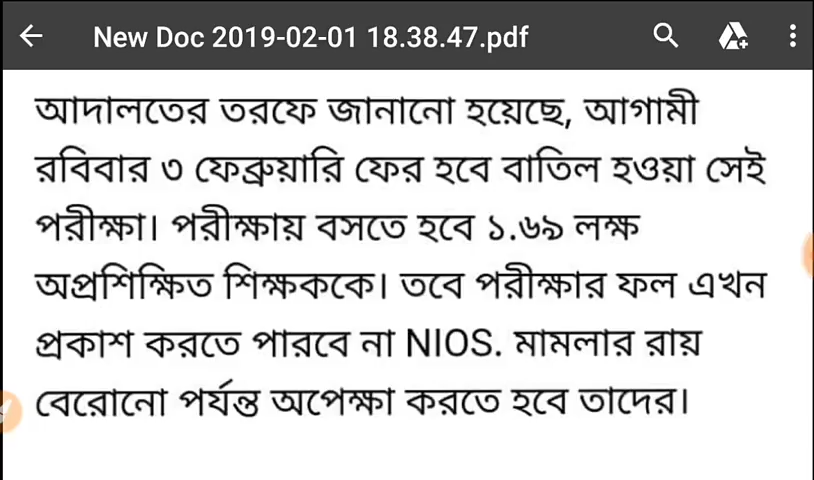 New Doc 2019-02-01 18.38.47.pdf
আদালতের তরফে জানানো হয়েছে, আগামী
রবিবার ৩ ফেব্রুয়ারি ফের হবে বাতিল হওয়া সেই
পরীক্ষা। পরীক্ষায় বসতে হবে ১.৬৯ লক্ষ
অপ্রশিক্ষিত শিক্ষককে। তবে পরীক্ষার ফল এখন
প্রকাশ করতে পারবে না NIOS. মামলার রায়
বেরোনো পর্যন্ত অপেক্ষা করতে হবে তাদের।